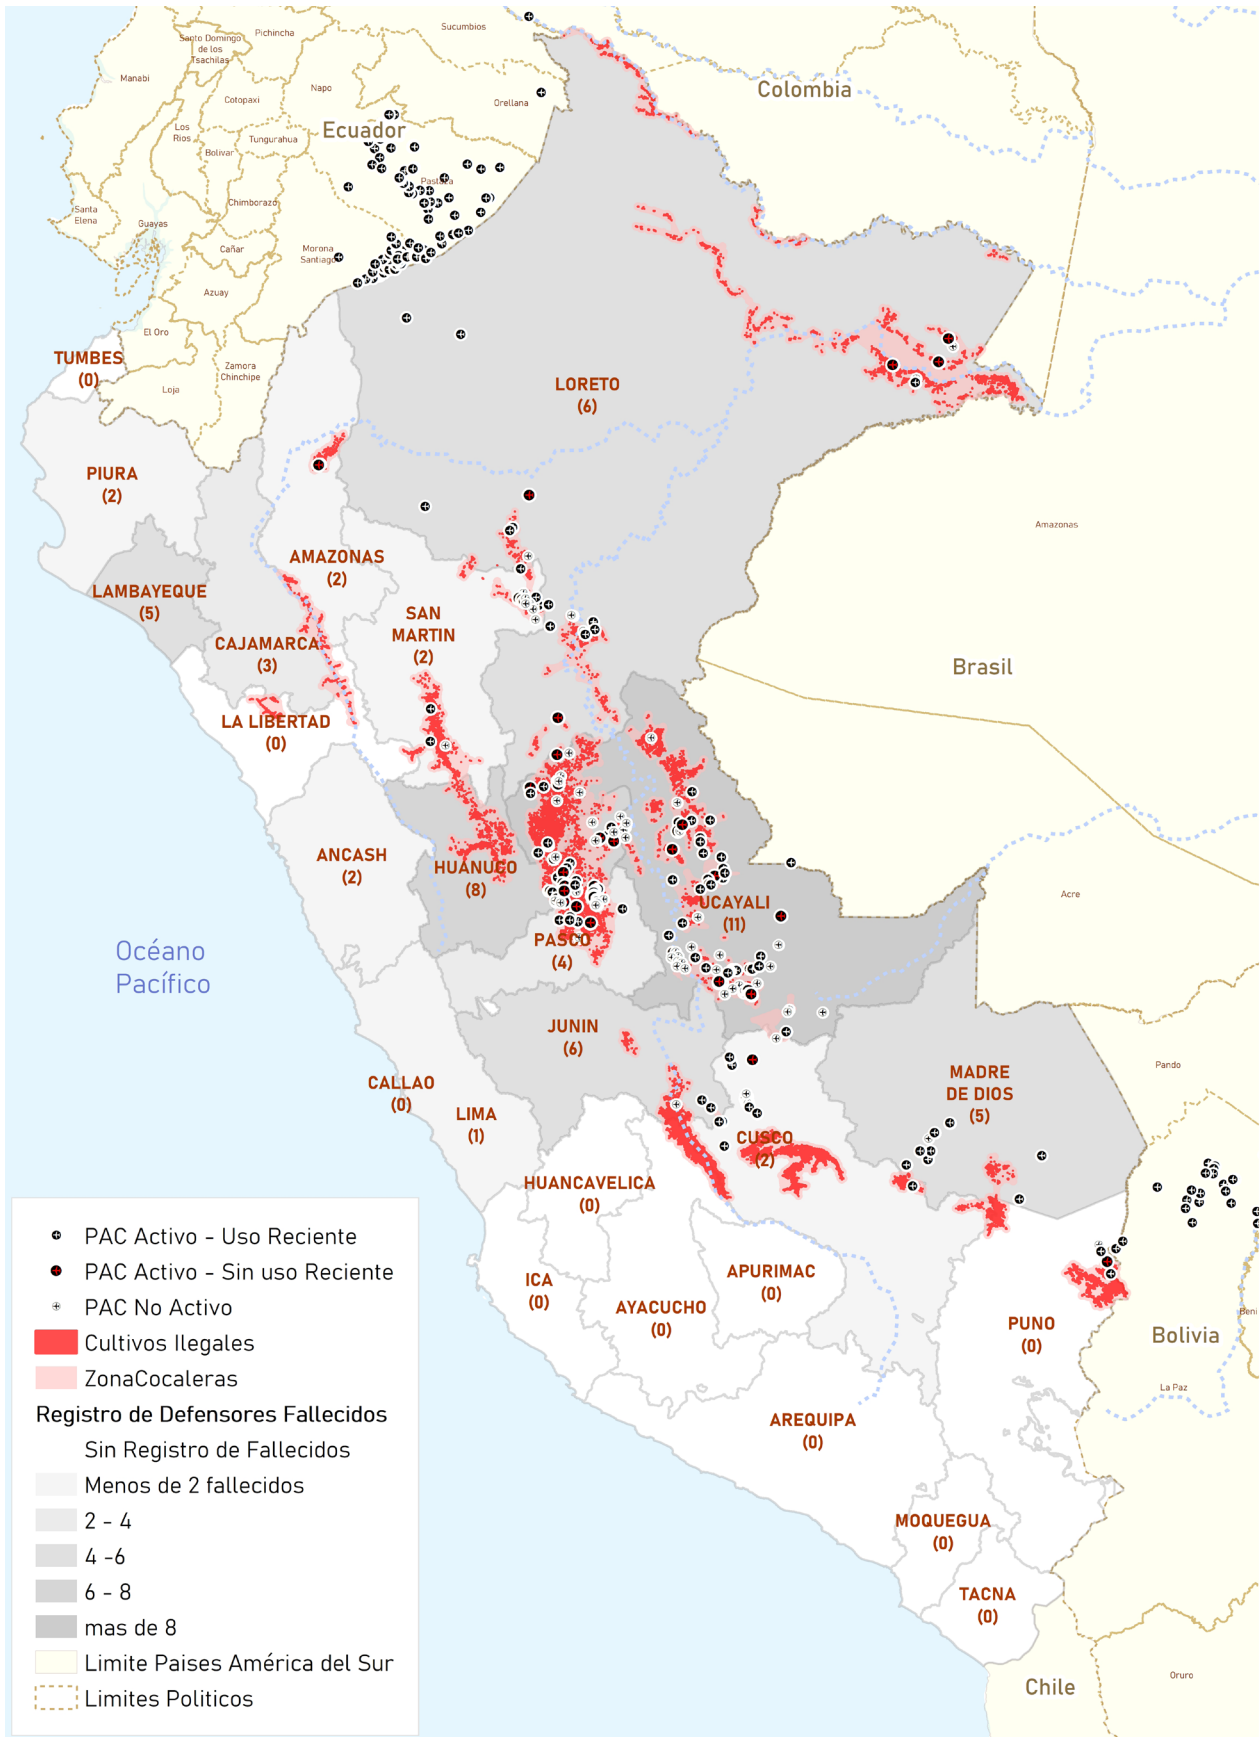 Sucumbios
Pichincha
Santo Domingo
de los
Tsachilas
Manabi
Napo
Colombia
Cotopaxi
Orellana
Ecuador
Los
Rios
Tungurahua
Bolivar
Pastaza
Chimborazo
Santa
Elena
Guayas
Cañar
Morona
Santiago
Azuay
El Oro
TUMBES
(0)
Zamora
Chinchipe
Loja
LORETO
(6)
PIURA
(2)
Amazonas
AMAZONAS
(2)
LAMBAYEQUE
(5)
SAN
MARTIN
(2)
CAJAMARCA
(3)
Brasil
LA LIBERTAD
(0)
ANCASH
(2)
HUANUCO
(8)
Acre
UCAYALI
(11)
Océano
Pacífico
PASCO
(4)
JUNIN
(6)
Pando
MADRE
DE DIOS
(5)
CALLAO
(0)
LIMA
(1)
CUSCO
(2)
HUANCAVELICA
(0)
APURIMAC
(0)
ICA
(0)
AYACUCHO
(0)
PUNO
(0)
Beni
Bolivia
La Paz
AREQUIPA
(0)
MOQUEGUA
(0)
TACNA
(0)
Oruro
Chile
PAC Activo - Uso Reciente
PAC Activo - Sin uso Reciente
PAC No Activo
Cultivos Ilegales
ZonaCocaleras
Registro de Defensores Fallecidos
Sin Registro de Fallecidos
Menos de 2 fallecidos
2 - 4
4 -6
6 - 8
mas de 8
Limite Paises América del Sur
Limites Politicos